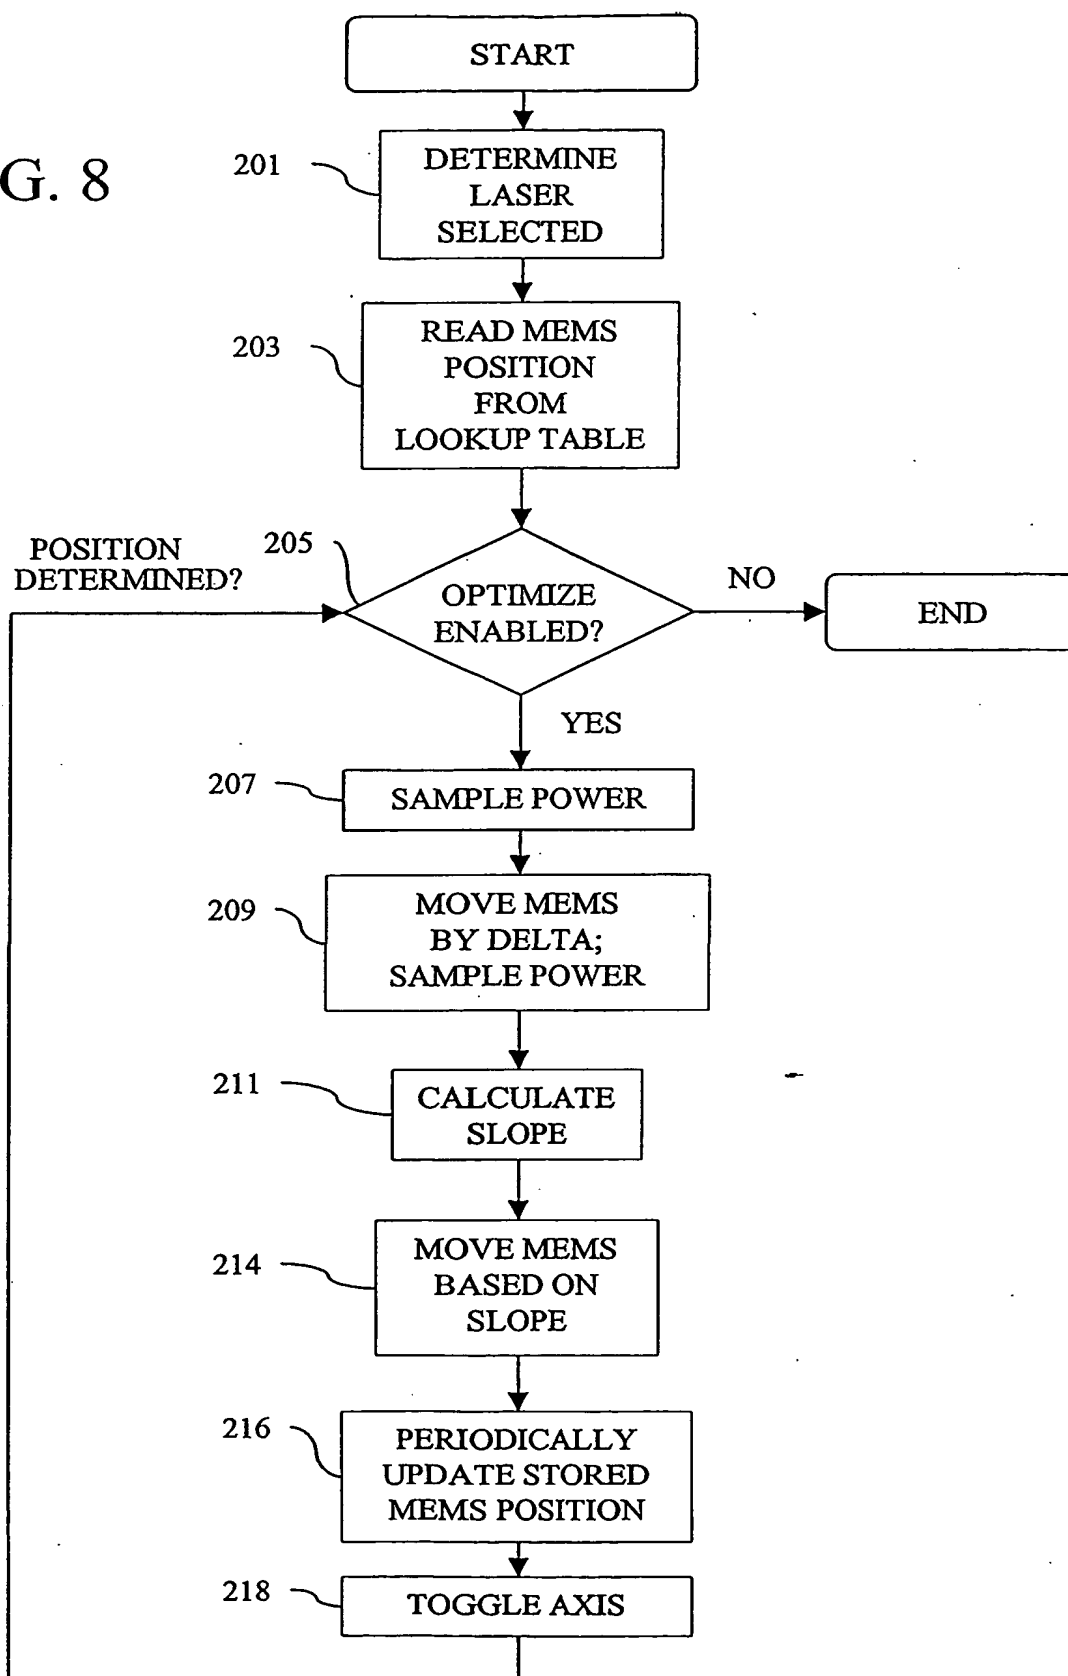 START
G. 8
201
DETERMINE
LASER
SELECTED
203
READ MEMS
POSITION
FROM
LOOKUP TABLE
POSITION
DETERMINED?
205
OPTIMIZE
ENABLED?
NO
END
YES
207
SAMPLE POWER
209
MOVE MEMS
BY DELTA;
SAMPLE POWER
211
CALCULATE
SLOPE
214
MOVE MEMS
BASED ON
SLOPE
216
PERIODICALLY
UPDATE STORED
MEMS POSITION
218
TOGGLE AXIS